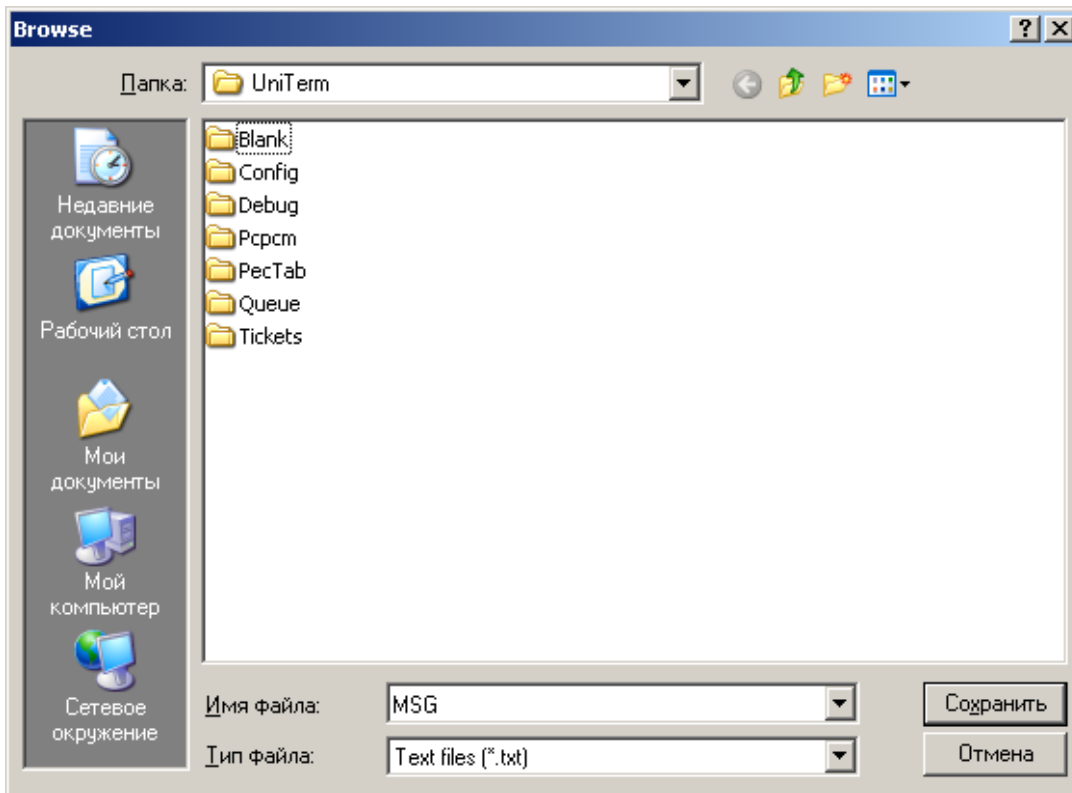 Browse
Папка:
UniTerm
Недавние
документы
Рабочий стол
Мои
документы
Мой
компьютер
Сетевое
окружение
Blank
Config
Debug
Pcpcm
PecTab
Queue
Tickets
Имя файла:
MSG
Сохранить
Тип файла:
Text files (*.txt)
Отмена